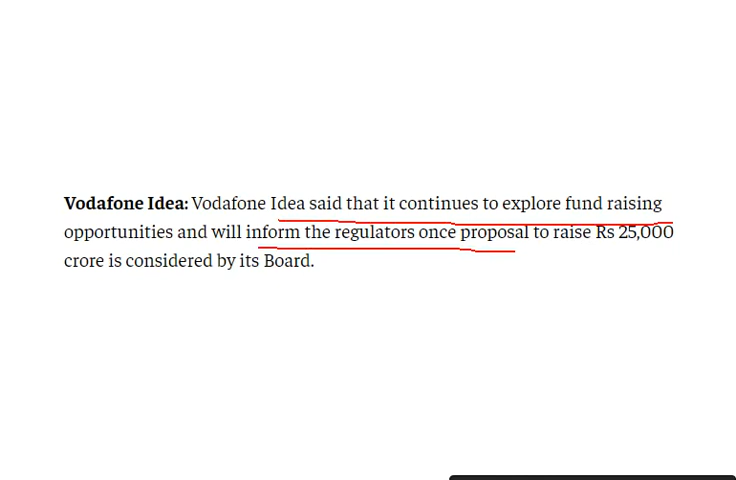 Vodafone Idea: Vodafone Idea said that it continues to explore fund raising
opportunities and will inform the regulators once proposal to raise Rs 25,000
crore is considered by its Board.